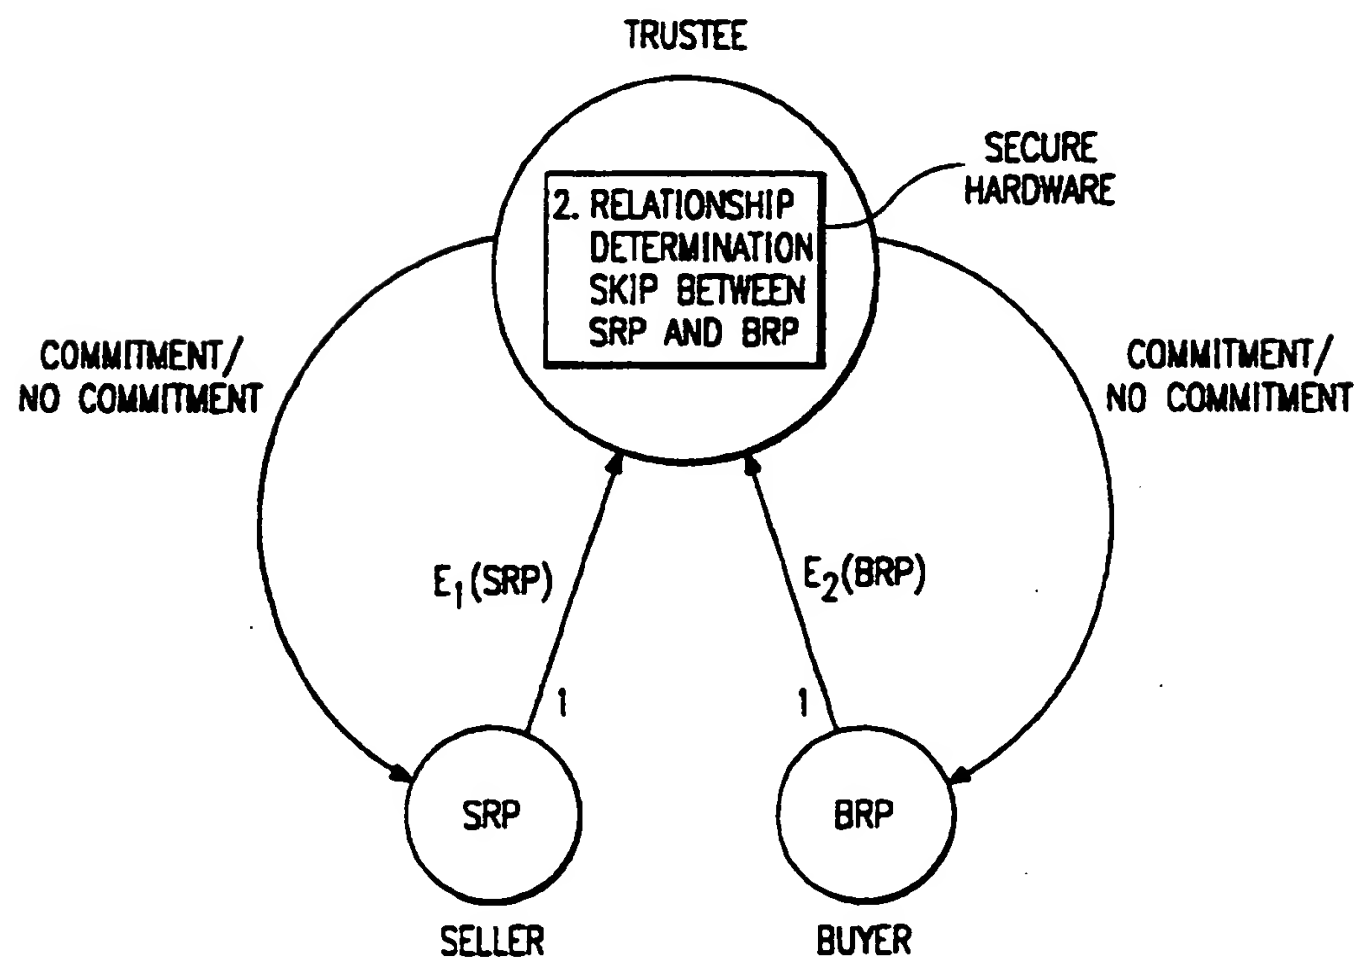 TRUSTEE
SECURE
HARDWARE
2. RELATIONSHIP
DETERMINATION
SKIP BETWEEN
SRP AND BRP
COMMITMENT/
NO COMMITMENT
COMMITMENT/
NO COMMITMENT
E₁(SRP)
E₂(BRP)
1
1
SRP
BRP
SELLER
BUYER